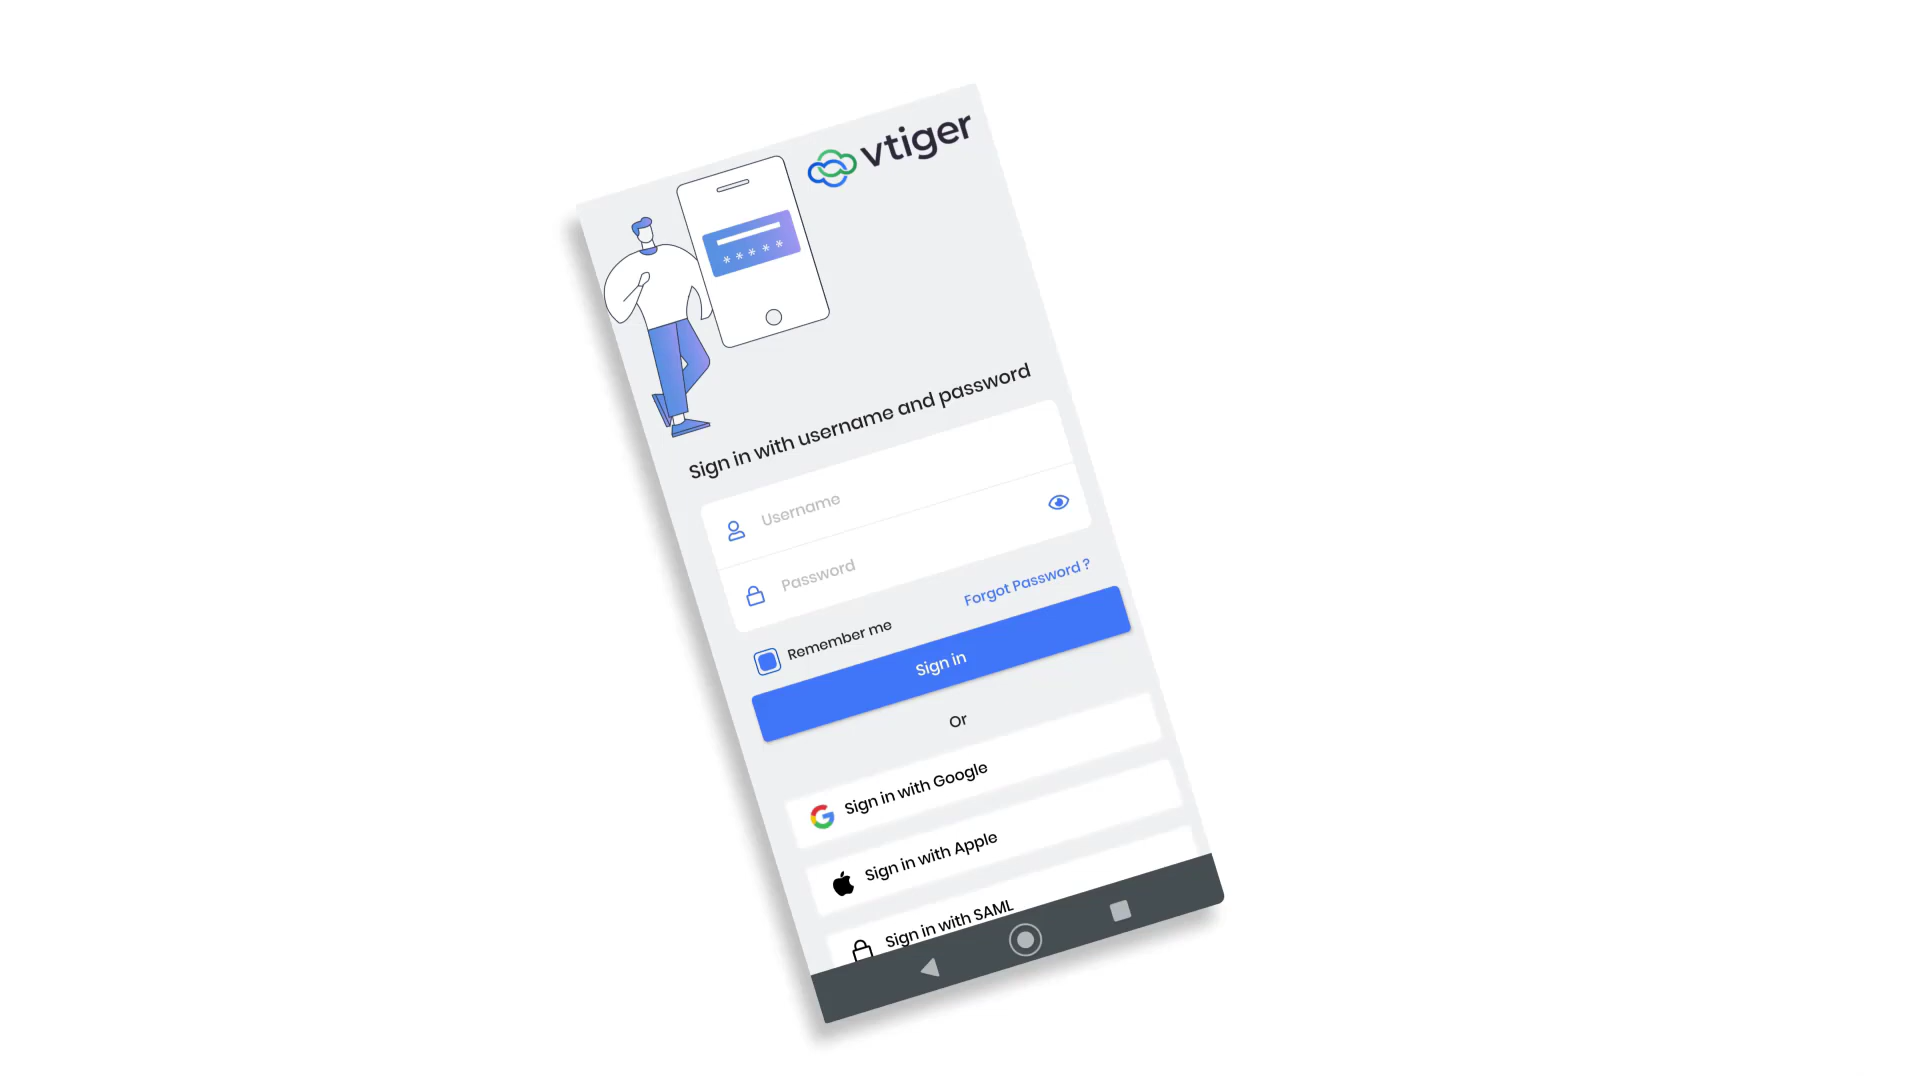 vtiger
*****
Sign in with username and password
Username
Password
Remember me
Forgot Password ?
Sign in
Or
Sign in with Google
Sign in with Apple
Sign in with SAML